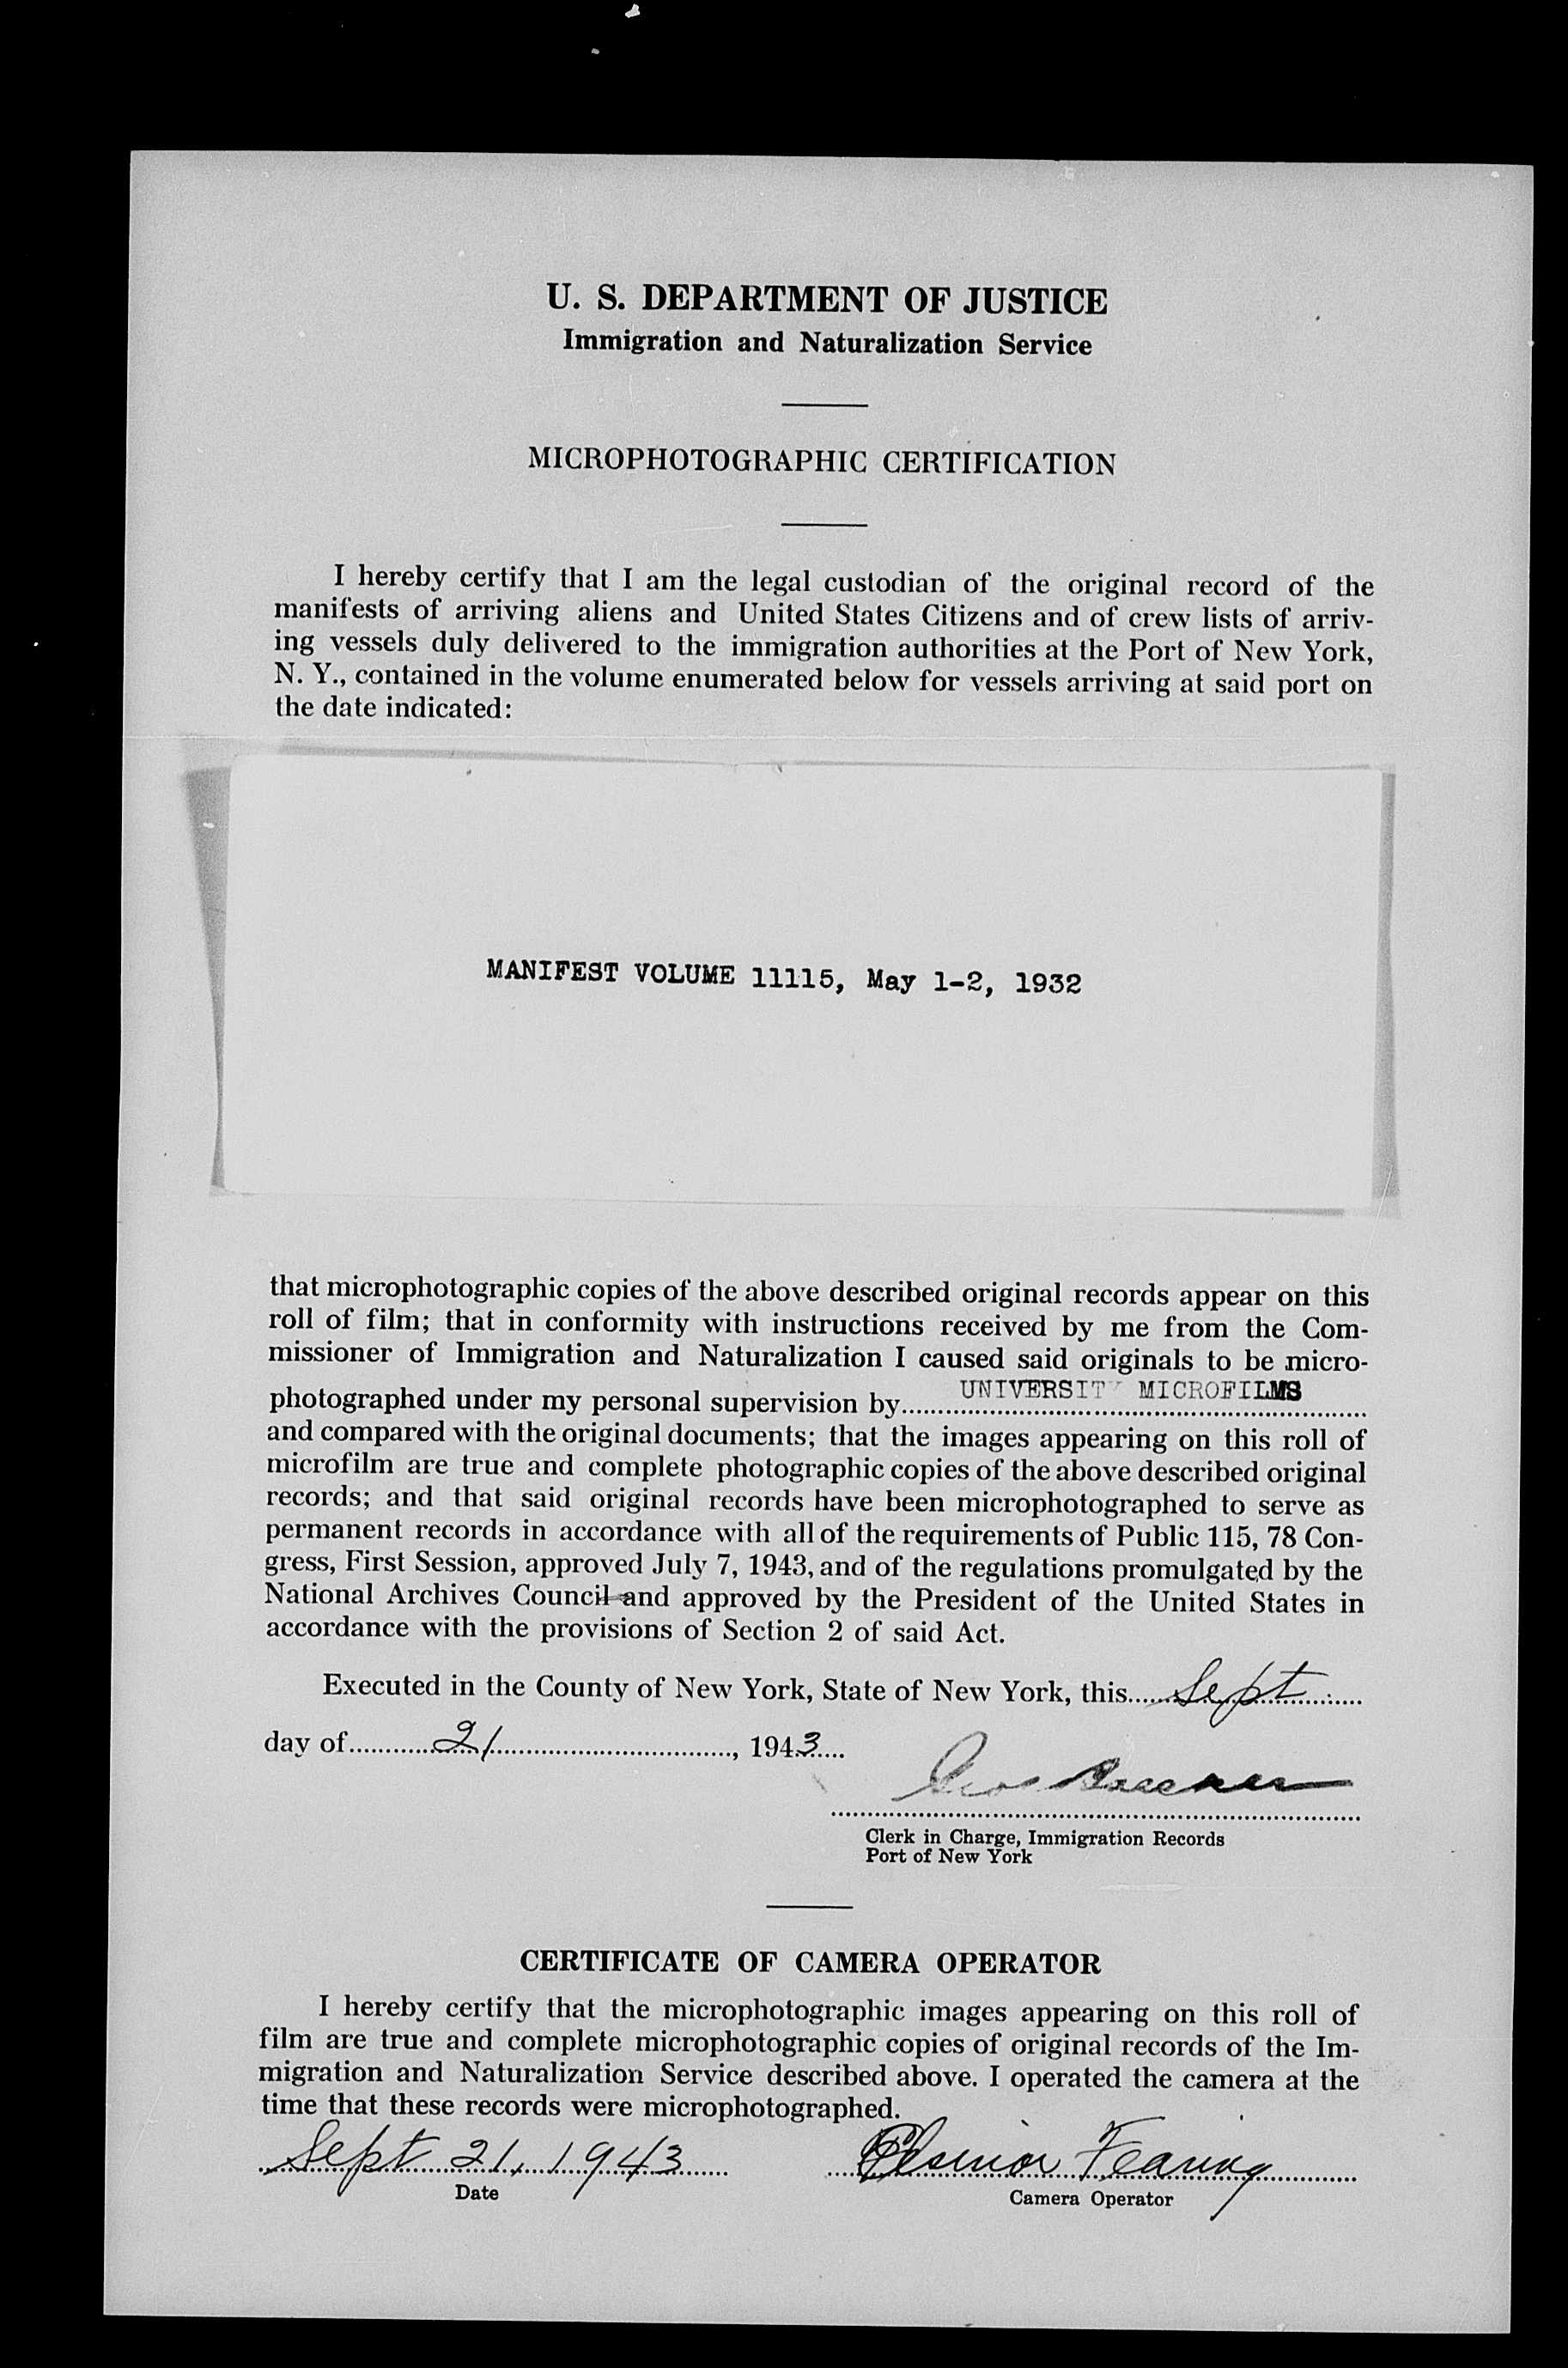 U. S. DEPARTMENT OF JUSTICE
Immigration and Naturalization Service
MICROPHOTOGRAPHIC CERTIFICATION
I hereby certify that I am the legal custodian of the original record of the
manifests of arriving aliens and United States Citizens and of crew lists of arriv-
ing vessels duly delivered to the immigration authorities at the Port of New York,
N. Y., contained in the volume enumerated below for vessels arriving at said port on
the date indicated:
MANIFEST VOLUME 11115, May 1-2, 1932
that microphotographic copies of the above described original records appear on this
roll of film; that in conformity with instructions received by me from the Com-
missioner of Immigration and Naturalization I caused said originals to be micro-
photographed under my personal supervision by UNIVERSITY MICROFILMS
and compared with the original documents; that the images appearing on this roll of
microfilm are true and complete photographic copies of the above described original
records; and that said original records have been microphotographed to serve as
permanent records in accordance with all of the requirements of Public 115, 78 Con-
gress, First Session, approved July 7, 1943, and of the regulations promulgated by the
National Archives Council and approved by the President of the United States in
accordance with the provisions of Section 2 of said Act.
Executed in the County of New York, State of New York, this Sept
day of 21, 1943
Clerk in Charge, Immigration Records
Port of New York
CERTIFICATE OF CAMERA OPERATOR
I hereby certify that the microphotographic images appearing on this roll of
film are true and complete microphotographic copies of original records of the Im-
migration and Naturalization Service described above. I operated the camera at the
time that these records were microphotographed.
Sept 21, 1943
Date
Camera Operator